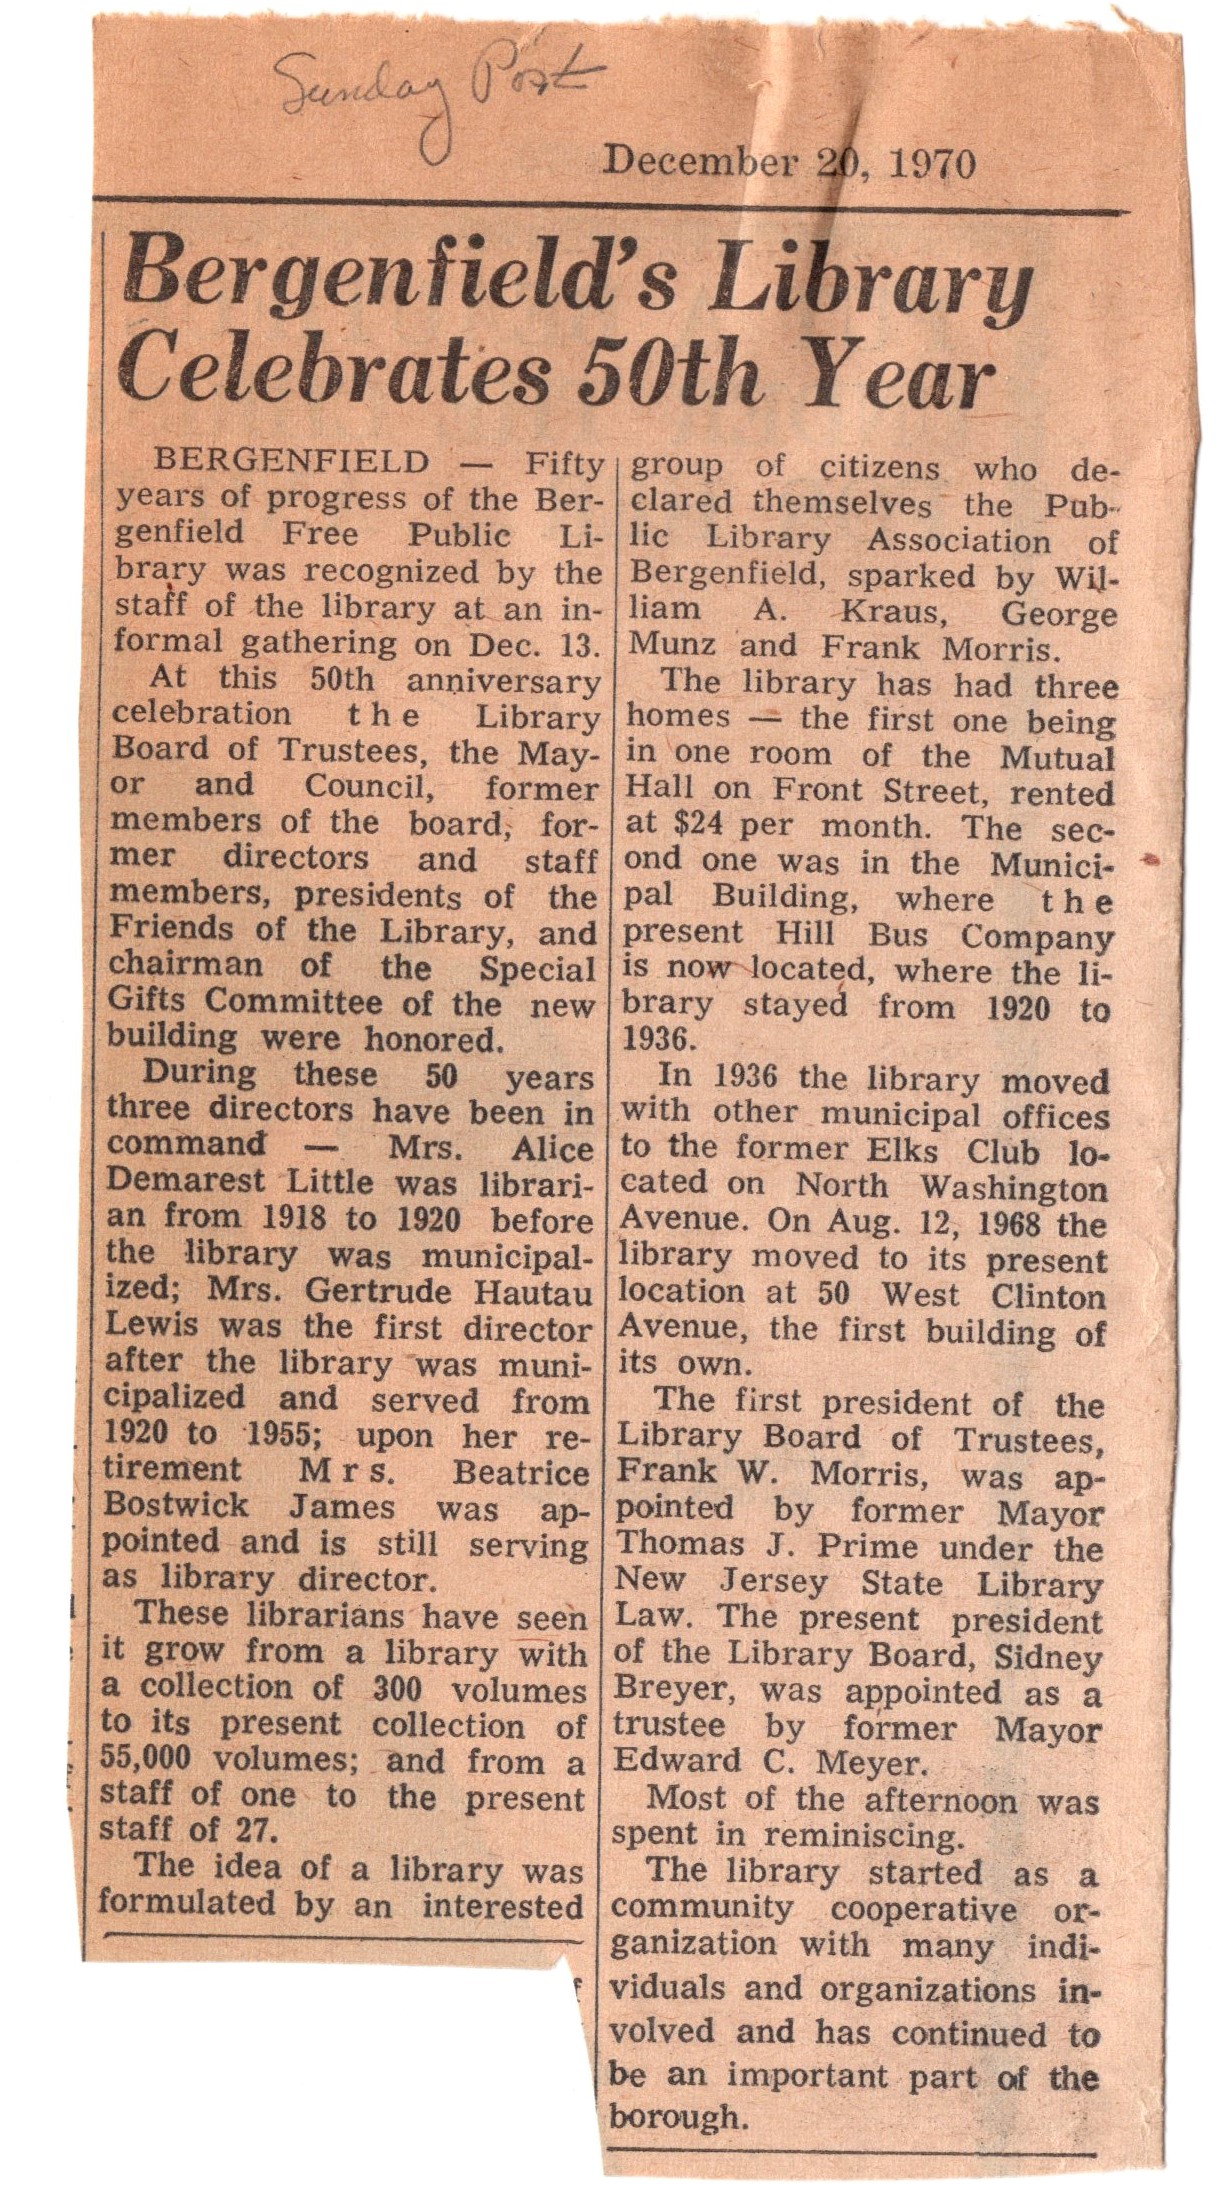 Sunday Post
December 20, 1970
Bergenfield's Library
Celebrates 50th Year
BERGENFIELD — Fifty
years of progress of the Ber-
genfield Free Public Li-
brary was recognized by the
staff of the library at an in-
formal gathering on Dec. 13.
At this 50th anniversary
celebration the Library
Board of Trustees, the May-
or and Council, former
members of the board, for-
mer directors and staff
members, presidents of the
Friends of the Library, and
chairman of the Special
Gifts Committee of the new
building were honored.
During these 50 years
three directors have been in
command — Mrs. Alice
Demarest Little was librari-
an from 1918 to 1920 before
the library was municipal-
ized; Mrs. Gertrude Hautau
Lewis was the first director
after the library was muni-
cipalized and served from
1920 to 1955; upon her re-
tirement Mrs. Beatrice
Bostwick James was ap-
pointed and is still serving
as library director.
These librarians have seen
it grow from a library with
a collection of 300 volumes
to its present collection of
55,000 volumes; and from a
staff of one to the present
staff of 27.
The idea of a library was
formulated by an interested
group of citizens who de-
clared themselves the Pub-
lic Library Association of
Bergenfield, sparked by Wil-
liam A. Kraus, George
Munz and Frank Morris.
The library has had three
homes — the first one being
in one room of the Mutual
Hall on Front Street, rented
at $24 per month. The sec-
ond one was in the Munici-
pal Building, where the
present Hill Bus Company
is now located, where the li-
brary stayed from 1920 to
1936.
In 1936 the library moved
with other municipal offices
to the former Elks Club lo-
cated on North Washington
Avenue. On Aug. 12, 1968 the
library moved to its present
location at 50 West Clinton
Avenue, the first building of
its own.
The first president of the
Library Board of Trustees,
Frank W. Morris, was ap-
pointed by former Mayor
Thomas J. Prime under the
New Jersey State Library
Law. The present president
of the Library Board, Sidney
Breyer, was appointed as a
trustee by former Mayor
Edward C. Meyer.
Most of the afternoon was
spent in reminiscing.
The library started as a
community cooperative or-
ganization with many indi-
viduals and organizations in-
volved and has continued to
be an important part of the
borough.